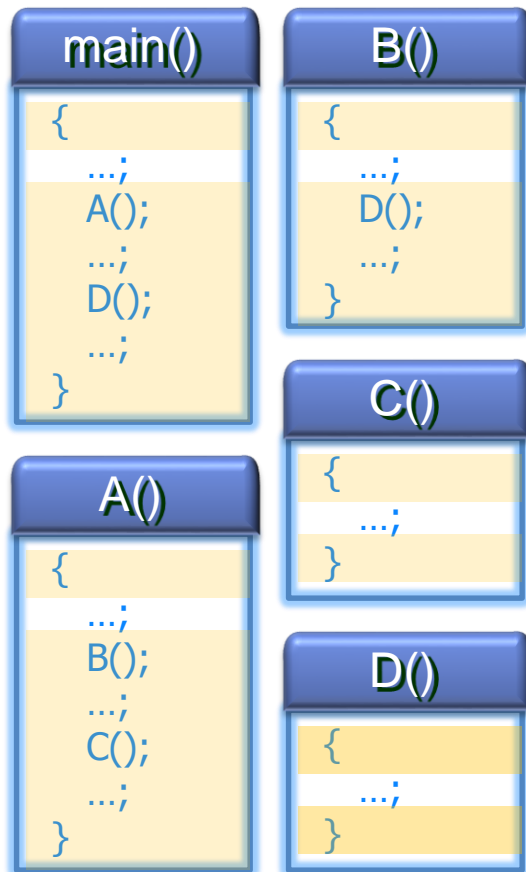 main()
{
...;
A();
...;
D();
...;
}
A()
{
...;
B();
...;
C();
...;
}
B()
{
...;
D();
...;
}
C()
{
...;
}
D()
{
...;
}